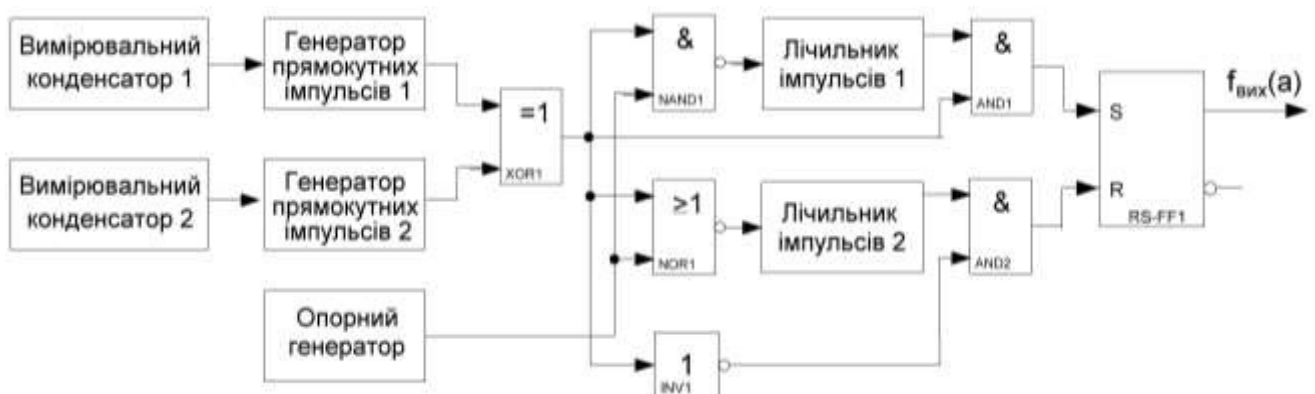 Вимірювальний
конденсатор 1
Генератор
прямокутних
імпульсів 1
=1
XOR1
&
NAND1
Лічильник
імпульсів 1
&
AND1
S
R
RS-FF1
fвих(а)
Вимірювальний
конденсатор 2
Генератор
прямокутних
імпульсів 2
≥1
NOR1
Лічильник
імпульсів 2
&
AND2
Опорний
генератор
1
INV1